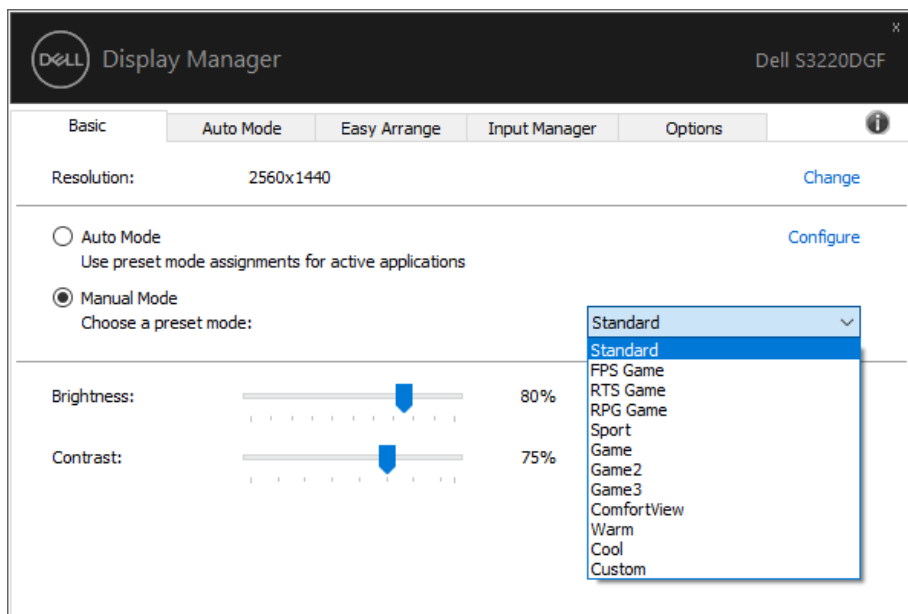 x
DELL Display Manager
Dell S3220DGF
Basic
Auto Mode
Easy Arrange
Input Manager
Options
i
Resolution: 2560x1440 Change
Auto Mode Configure
Use preset mode assignments for active applications
Manual Mode
Choose a preset mode: Standard
Standard
FPS Game
RTS Game
RPG Game
Sport
Game
Game2
Game3
ComfortView
Warm
Cool
Custom
Brightness: 80%
Contrast: 75%